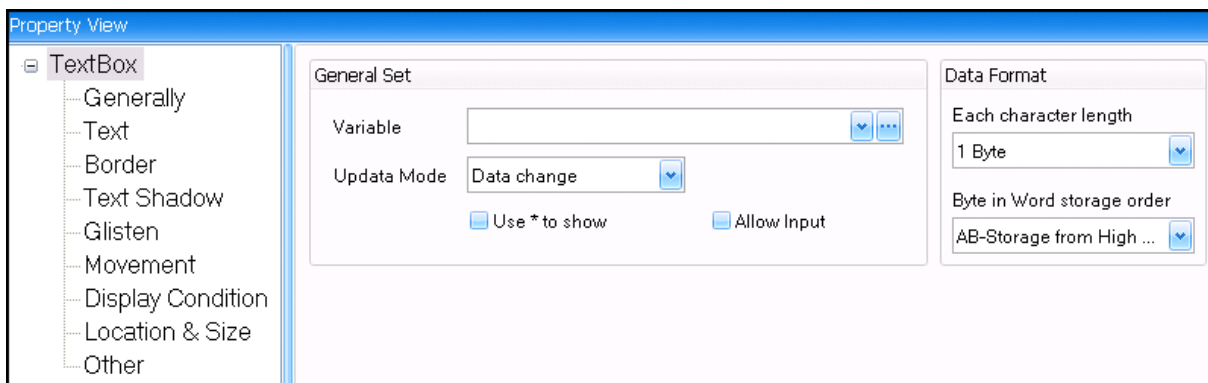 Property View
TextBox
Generally
Text
Border
Text Shadow
Glisten
Movement
Display Condition
Location & Size
Other
General Set
Variable
Updata Mode
Data change
Use * to show
Allow Input
Data Format
Each character length
1 Byte
Byte in Word storage order
AB-Storage from High ...